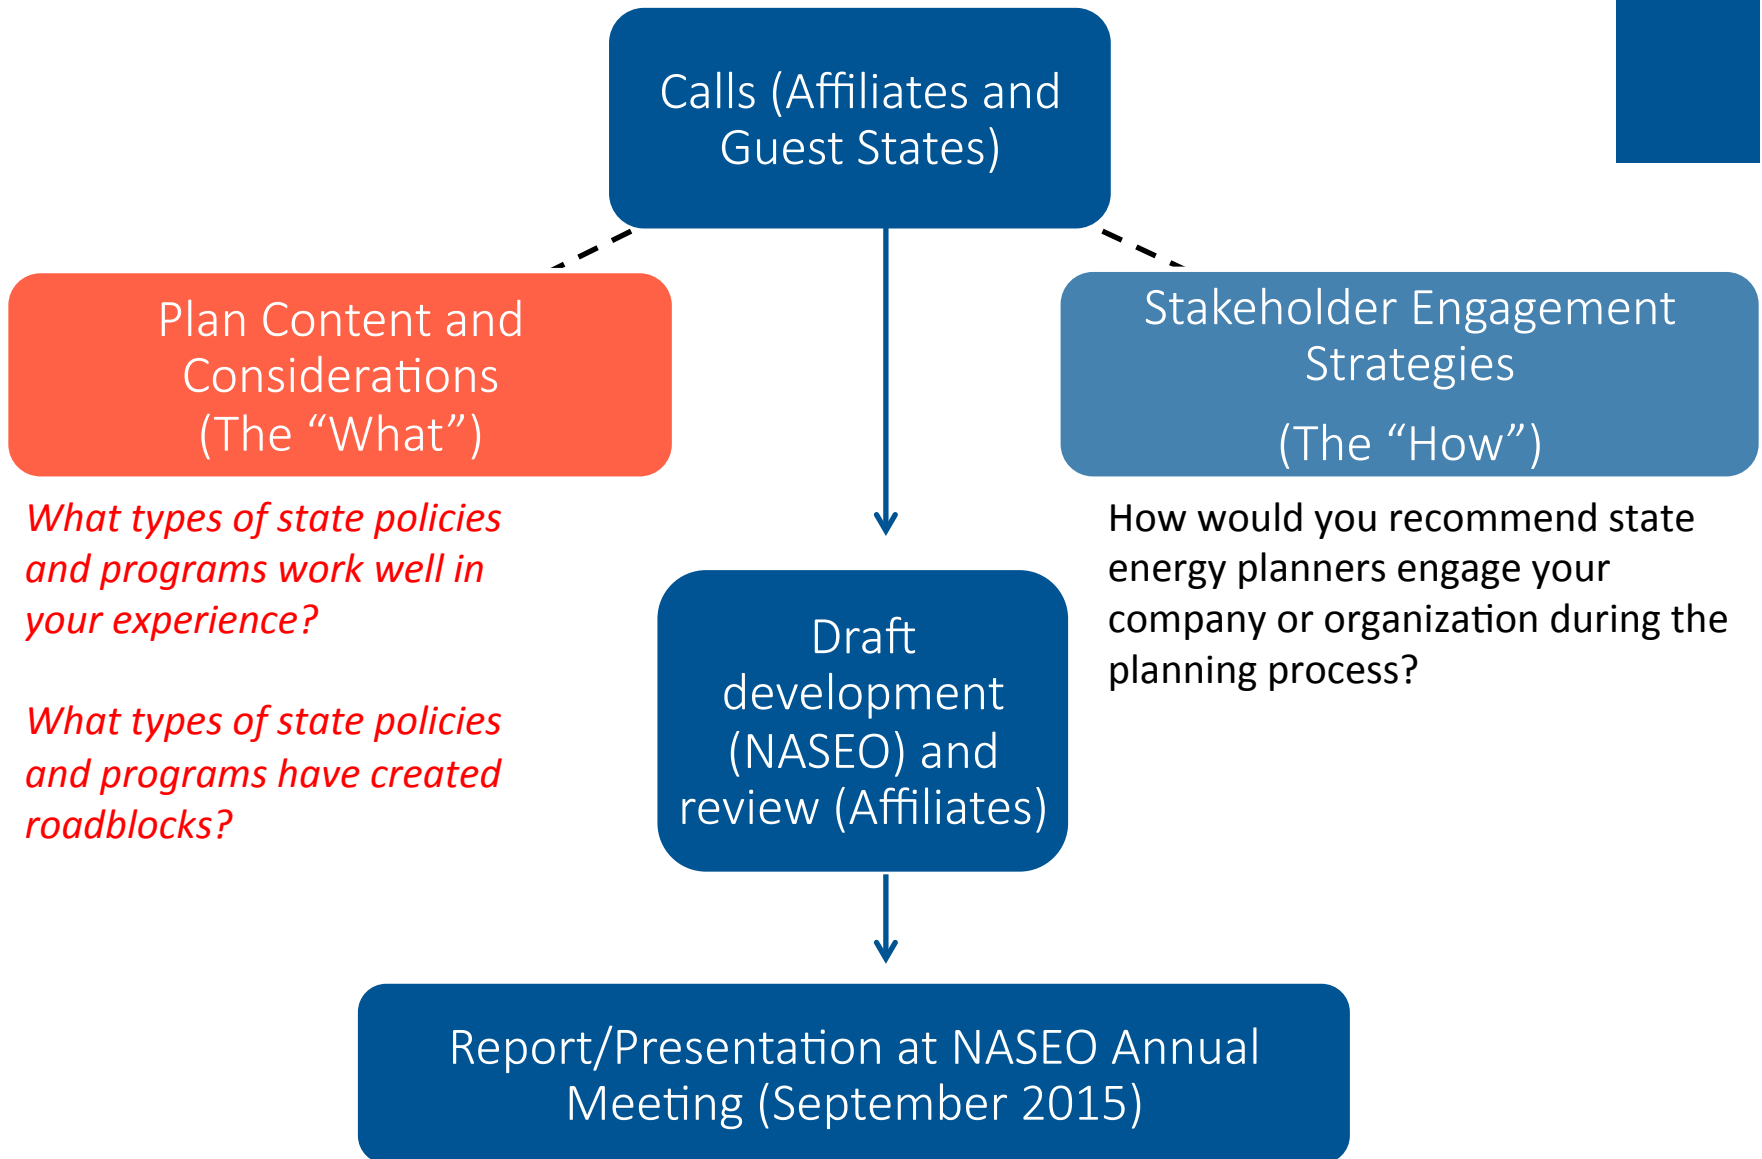 Calls (Affiliates and
Guest States)
Plan Content and
Considerations
(The “What”)
Stakeholder Engagement
Strategies
(The “How”)
What types of state policies
and programs work well in
your experience?
What types of state policies
and programs have created
roadblocks?
How would you recommend state
energy planners engage your
company or organization during the
planning process?
Draft
development
(NASEO) and
review (Affiliates)
Report/Presentation at NASEO Annual
Meeting (September 2015)